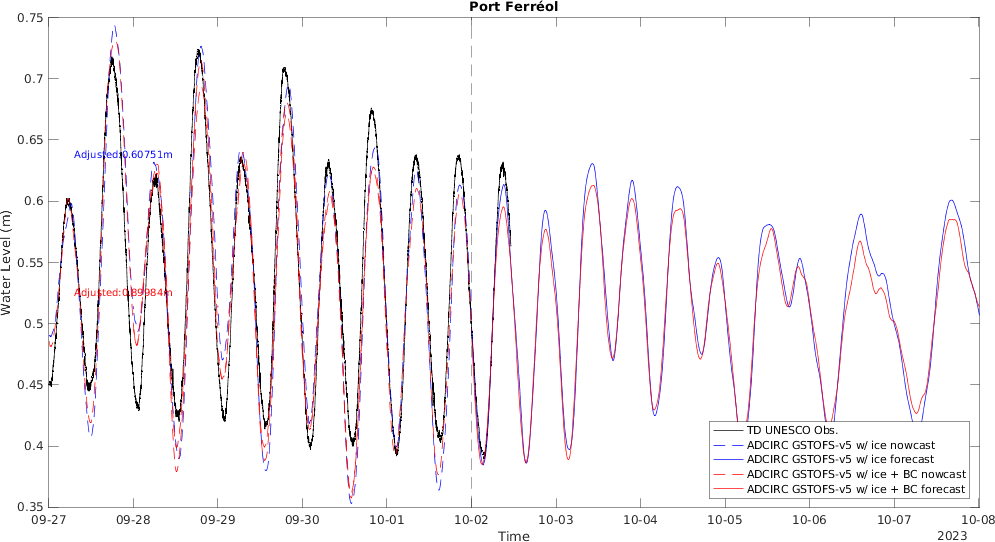 Port Ferréol
0.75
0.7
0.65
0.6
0.55
0.5
0.45
0.4
0.35
Water Level (m)
Adjusted:0.60751m
Adjusted:0.89984m
TD UNESCO Obs.
ADCIRC GSTOFS-v5 w/ ice nowcast
ADCIRC GSTOFS-v5 w/ ice forecast
ADCIRC GSTOFS-v5 w/ ice + BC nowcast
ADCIRC GSTOFS-v5 w/ ice + BC forecast
09-27 09-28 09-29 09-30 10-01 10-02 10-03 10-04 10-05 10-06 10-07 10-08
Time
2023